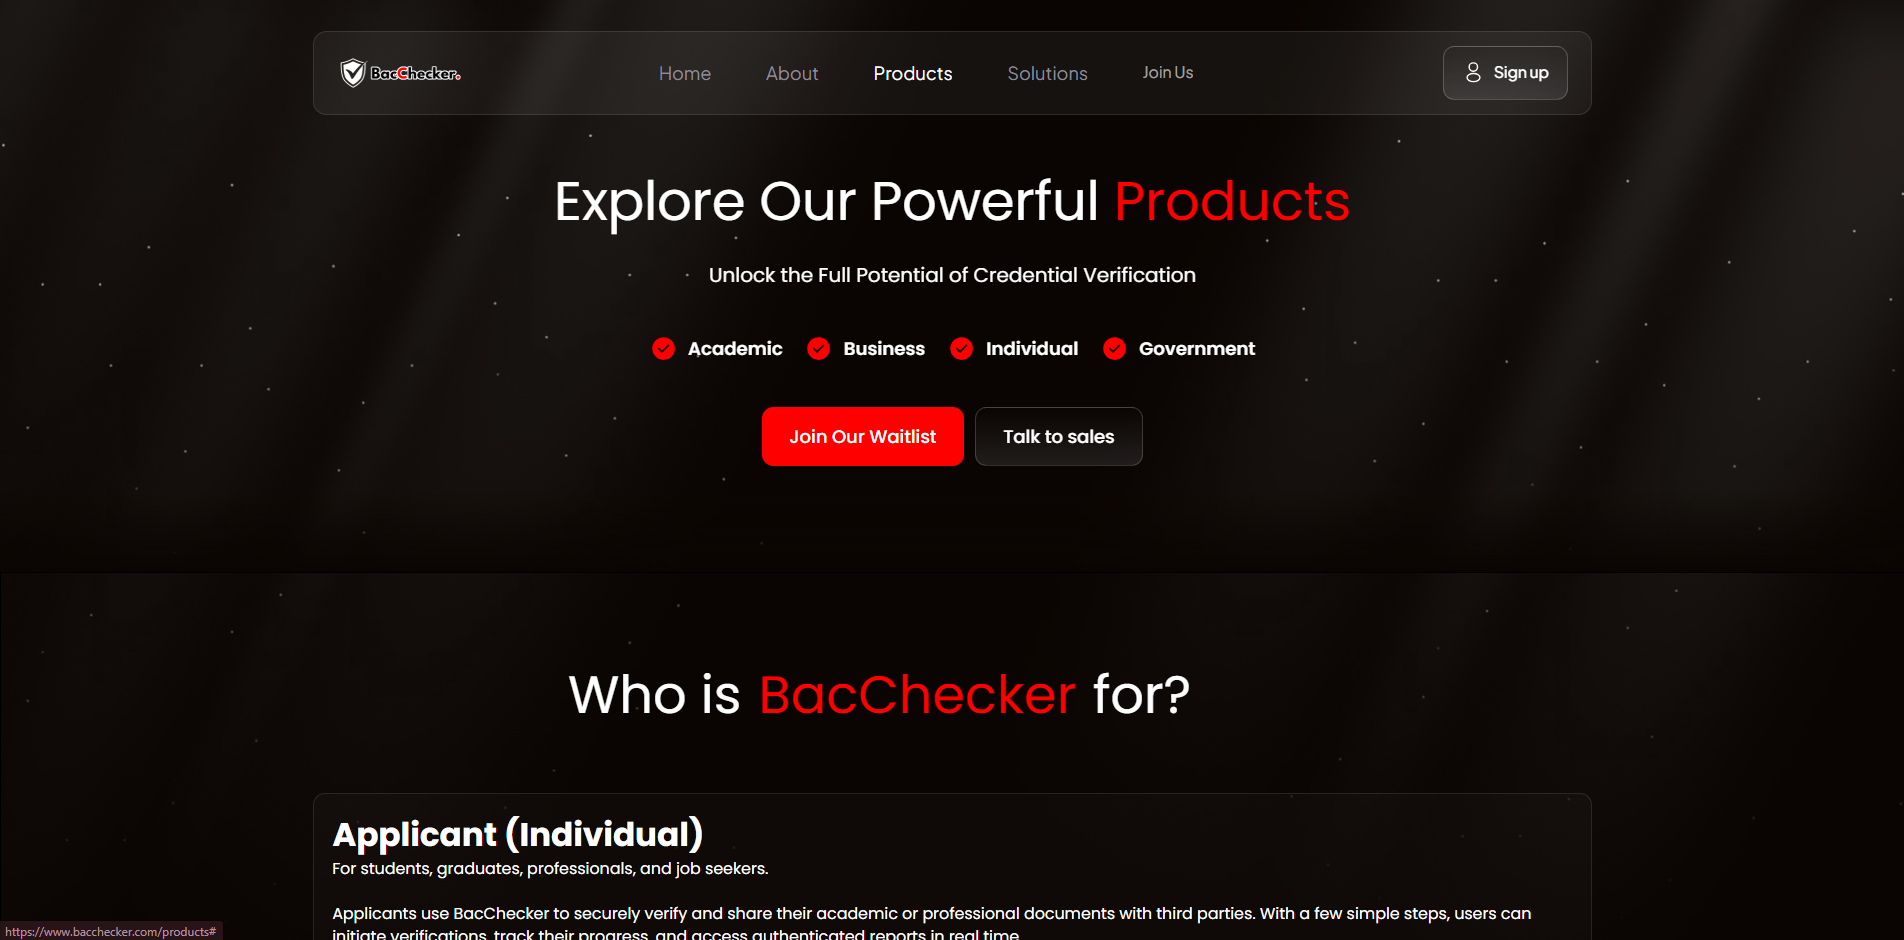 BacChecker.
Home
About
Products
Solutions
Join Us
Sign up
Explore Our Powerful Products
Unlock the Full Potential of Credential Verification
Academic
Business
Individual
Government
Join Our Waitlist
Talk to sales
Who is BacChecker for?
Applicant (Individual)
For students, graduates, professionals, and job seekers.
Applicants use BacChecker to securely verify and share their academic or professional documents with third parties. With a few simple steps, users can
initiate verifications, track their progress, and access authenticated reports in real time.
https://www.bacchecker.com/products#